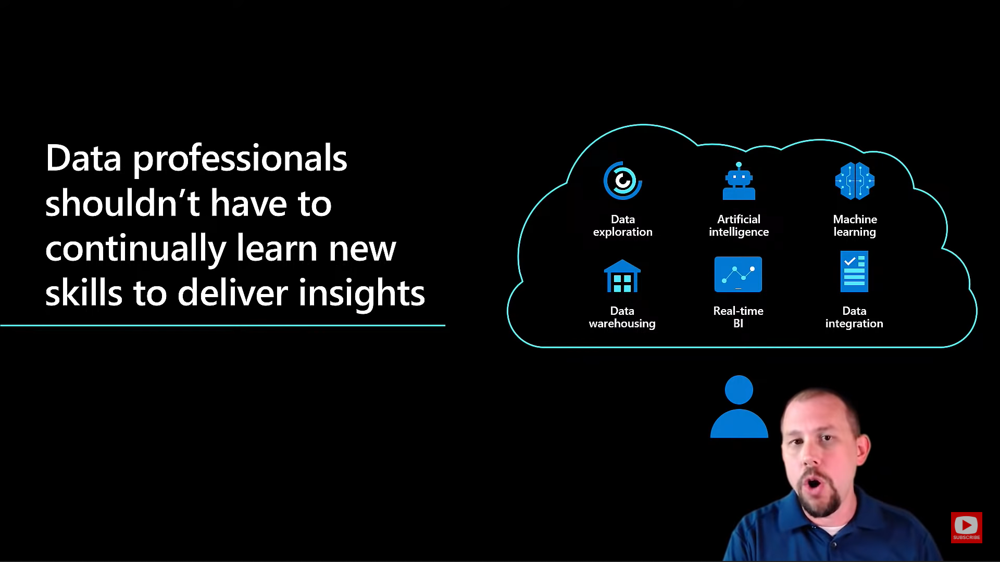 Data professionals
shouldn’t have to
continually learn new
skills to deliver insights
Data
exploration
Artificial
intelligence
Machine
learning
Data
warehousing
Real-time
BI
Data
integration
SUBSCRIBE